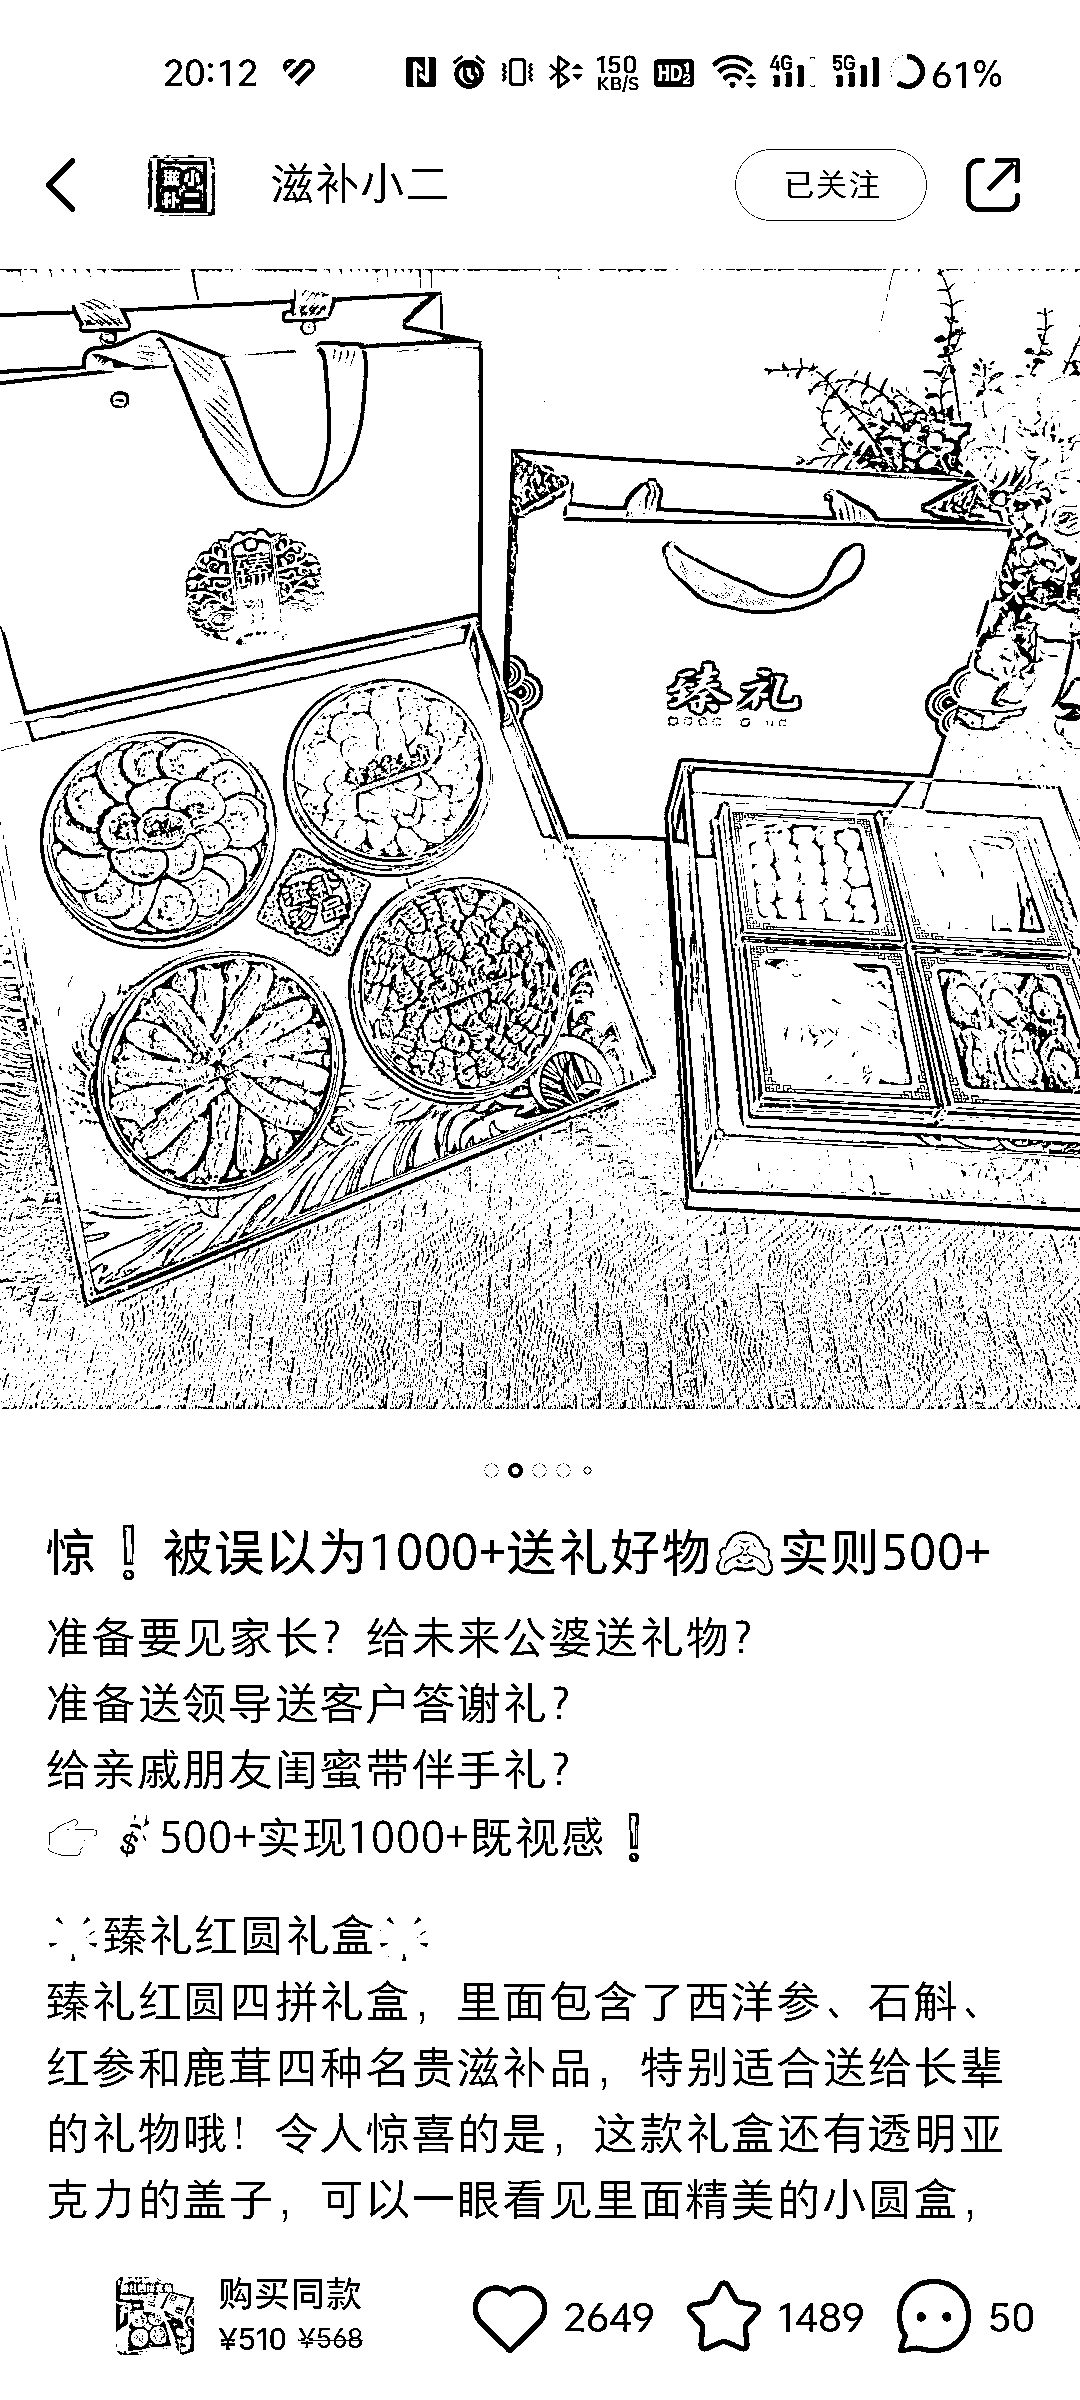 20:12 150 KB/S HD2 4G 5G 61%
滋补小二 已关注
臻礼
惊❗被误以为1000+送礼好物🙈实则500+
准备要见家长？给未来公婆送礼物？
准备送领导送客户答谢礼？
给亲戚朋友闺蜜带伴手礼？
👉💰500+实现1000+既视感❗
臻礼红圆礼盒
臻礼红圆四拼礼盒，里面包含了西洋参、石斛、
红参和鹿茸四种名贵滋补品，特别适合送给长辈
的礼物哦！令人惊喜的是，这款礼盒还有透明亚
克力的盖子，可以一眼看见里面精美的小圆盒，
购买同款
¥510 ¥568 2649 1489 50